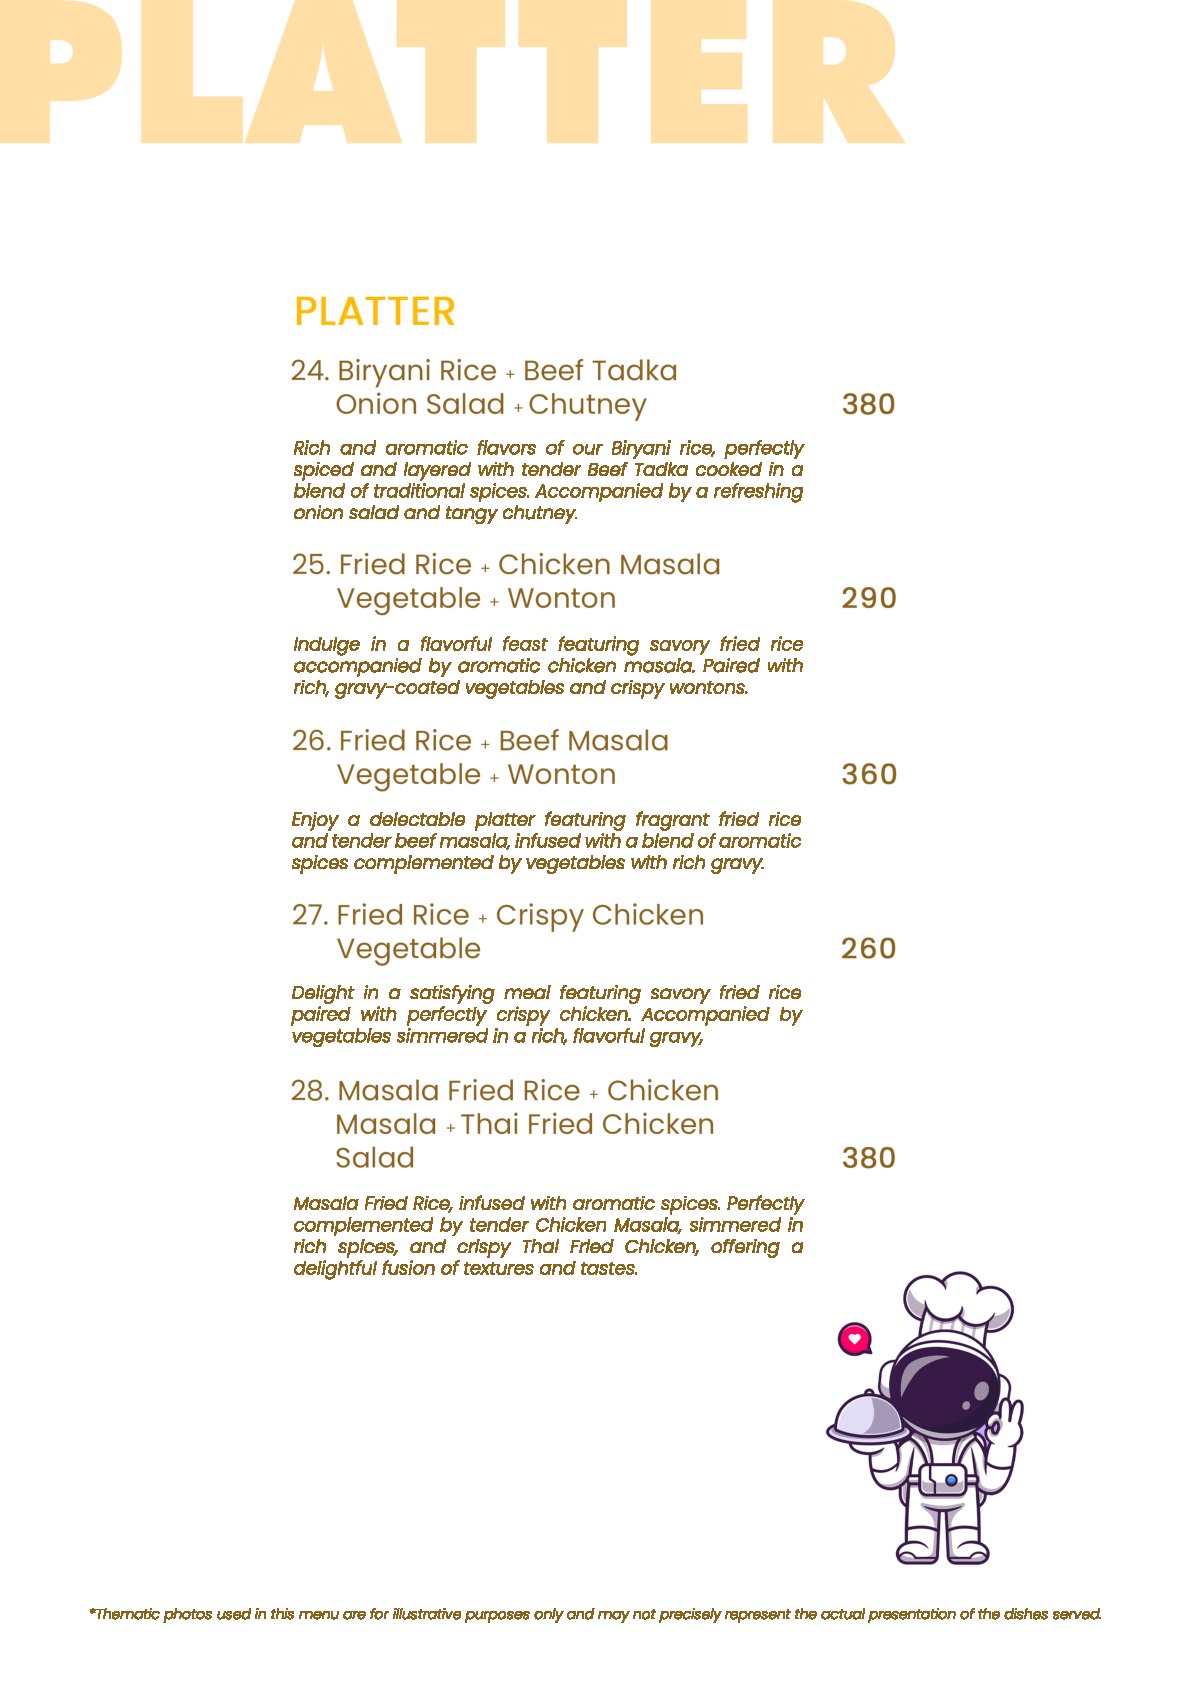 PLATTER
PLATTER
24. Biryani Rice + Beef Tadka
Onion Salad + Chutney 380
Rich and aromatic flavors of our Biryani rice, perfectly
spiced and layered with tender Beef Tadka cooked in a
blend of traditional spices. Accompanied by a refreshing
onion salad and tangy chutney.
25. Fried Rice + Chicken Masala
Vegetable + Wonton 290
Indulge in a flavorful feast featuring savory fried rice
accompanied by aromatic chicken masala. Paired with
rich, gravy-coated vegetables and crispy wontons.
26. Fried Rice + Beef Masala
Vegetable + Wonton 360
Enjoy a delectable platter featuring fragrant fried rice
and tender beef masala, infused with a blend of aromatic
spices complemented by vegetables with rich gravy.
27. Fried Rice + Crispy Chicken
Vegetable 260
Delight in a satisfying meal featuring savory fried rice
paired with perfectly crispy chicken. Accompanied by
vegetables simmered in a rich, flavorful gravy,
28. Masala Fried Rice + Chicken
Masala + Thai Fried Chicken
Salad 380
Masala Fried Rice, infused with aromatic spices. Perfectly
complemented by tender Chicken Masala, simmered in
rich spices, and crispy Thai Fried Chicken, offering a
delightful fusion of textures and tastes.
*Thematic photos used in this menu are for illustrative purposes only and may not precisely represent the actual presentation of the dishes served.